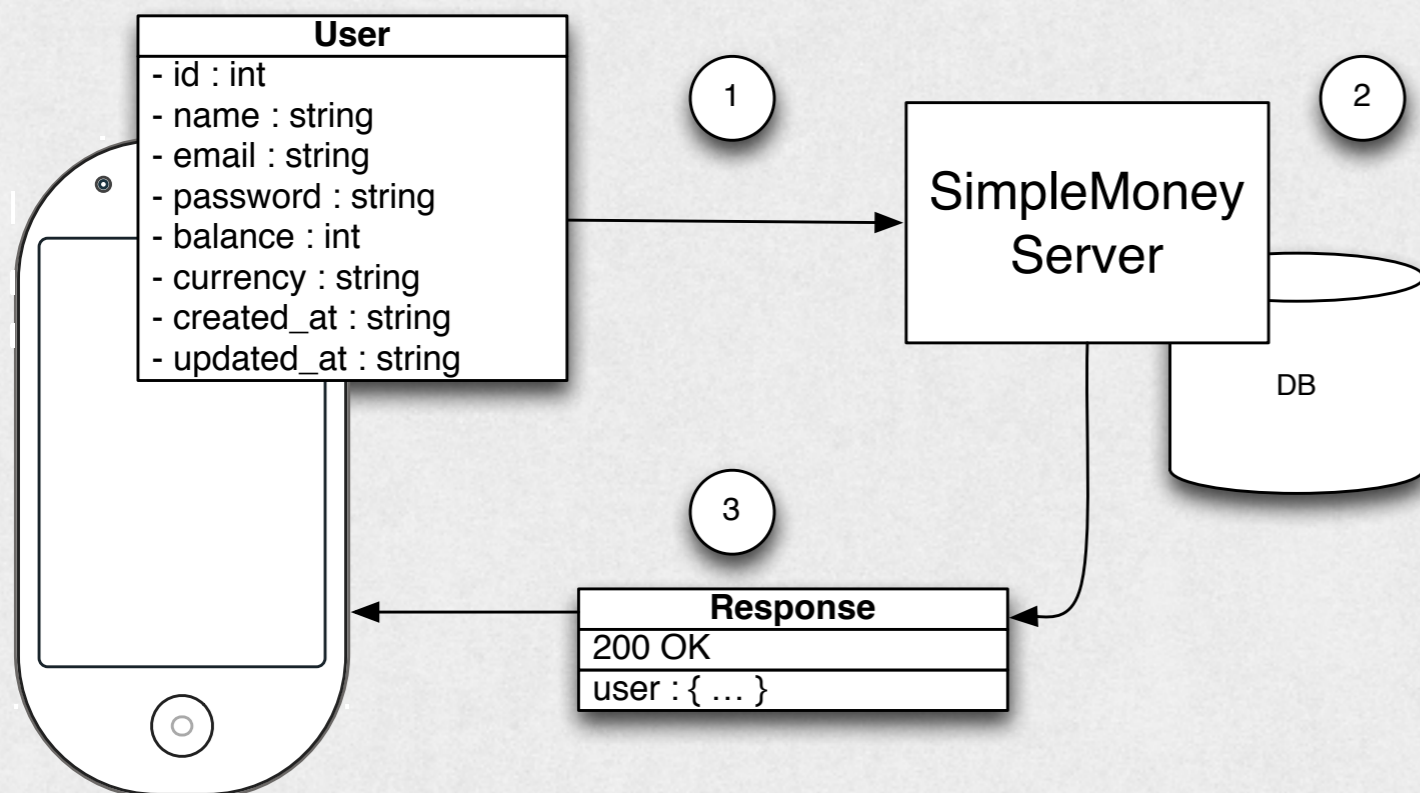 User
- id : int
- name : string
- email : string
- password : string
- balance : int
- currency : string
- created_at : string
- updated_at : string
1
SimpleMoney
Server
2
DB
3
Response
200 OK
user : { … }